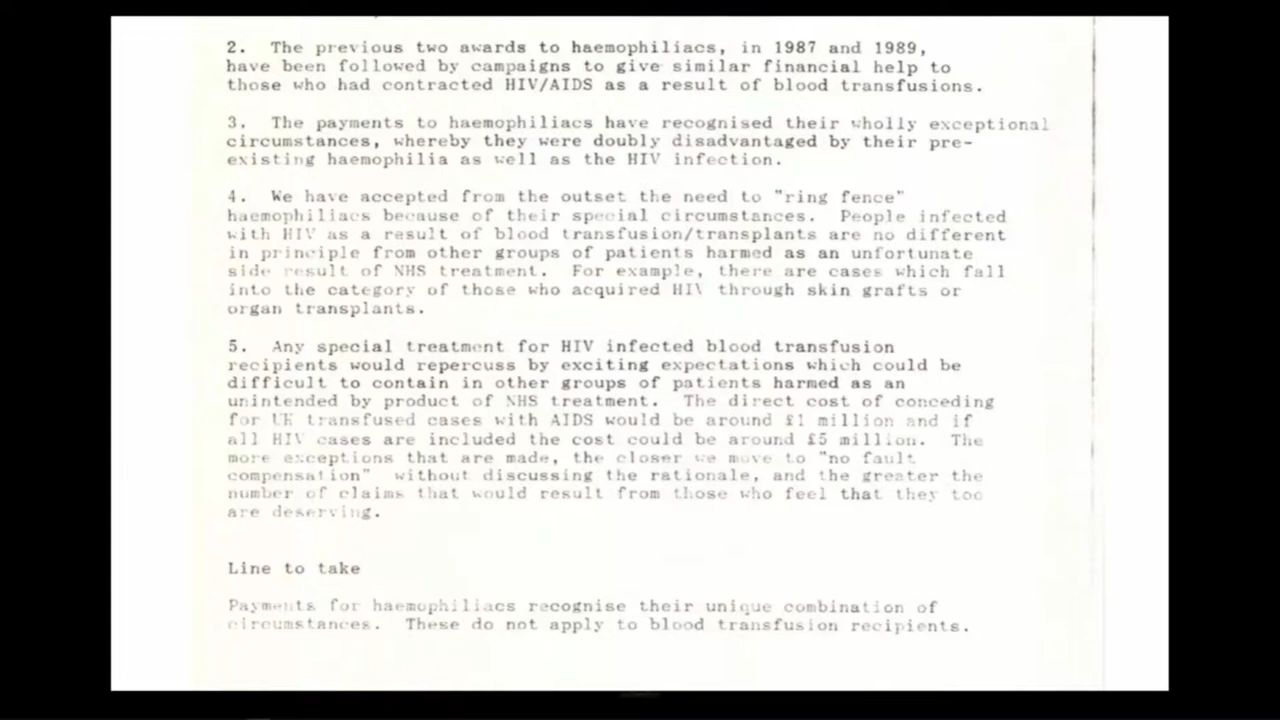 2. The previous two awards to haemophiliacs, in 1987 and 1989,
have been followed by campaigns to give similar financial help to
those who had contracted HIV/AIDS as a result of blood transfusions.
3. The payments to haemophiliacs have recognised their wholly exceptional
circumstances, whereby they were doubly disadvantaged by their pre-
existing haemophilia as well as the HIV infection.
4. We have accepted from the outset the need to "ring fence"
haemophiliacs because of their special circumstances. People infected
with HIV as a result of blood transfusion/transplants are no different
in principle from other groups of patients harmed as an unfortunate
side result of NHS treatment. For example, there are cases which fall
into the category of those who acquired HIV through skin grafts or
organ transplants.
5. Any special treatment for HIV infected blood transfusion
recipients would repercuss by exciting expectations which could be
difficult to contain in other groups of patients harmed as an
unintended by product of NHS treatment. The direct cost of conceding
for UK transfused cases with AIDS would be around £1 million and if
all HIV cases are included the cost could be around £5 million. The
more exceptions that are made, the closer we move to "no fault
compensation" without discussing the rationale, and the greater the
number of claims that would result from those who feel that they too
are deserving.
Line to take
Payments for haemophiliacs recognise their unique combination of
circumstances. These do not apply to blood transfusion recipients.